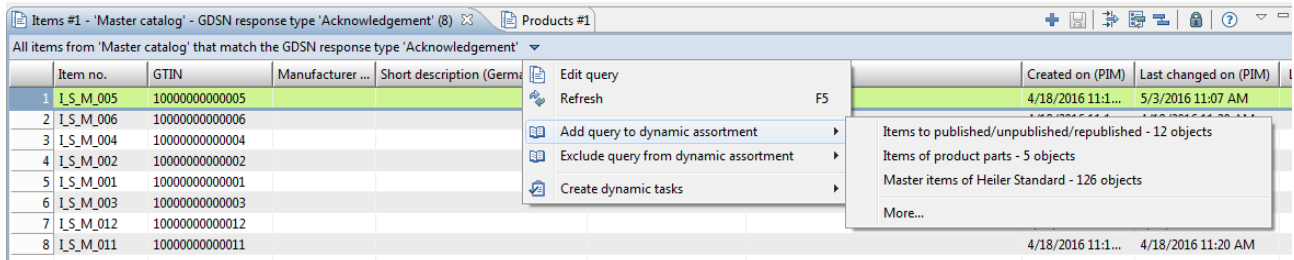 Items #1 - 'Master catalog' - GDSN response type 'Acknowledgement' (8) Products #1
All items from 'Master catalog' that match the GDSN response type 'Acknowledgement'
Item no. GTIN Manufacturer ... Short description (Germa Created on (PIM) Last changed on (PIM)
1 I_S_M_005 10000000000005 4/18/2016 11:1... 5/3/2016 11:07 AM
2 I_S_M_006 10000000000006
3 I_S_M_004 10000000000004
4 I_S_M_002 10000000000002
5 I_S_M_001 10000000000001
6 I_S_M_003 10000000000003
7 I_S_M_012 10000000000012
8 I_S_M_011 10000000000011 4/18/2016 11:1... 4/18/2016 11:20 AM
Edit query
Refresh F5
Add query to dynamic assortment
Exclude query from dynamic assortment
Create dynamic tasks
Items to published/unpublished/republished - 12 objects
Items of product parts - 5 objects
Master items of Heiler Standard - 126 objects
More...